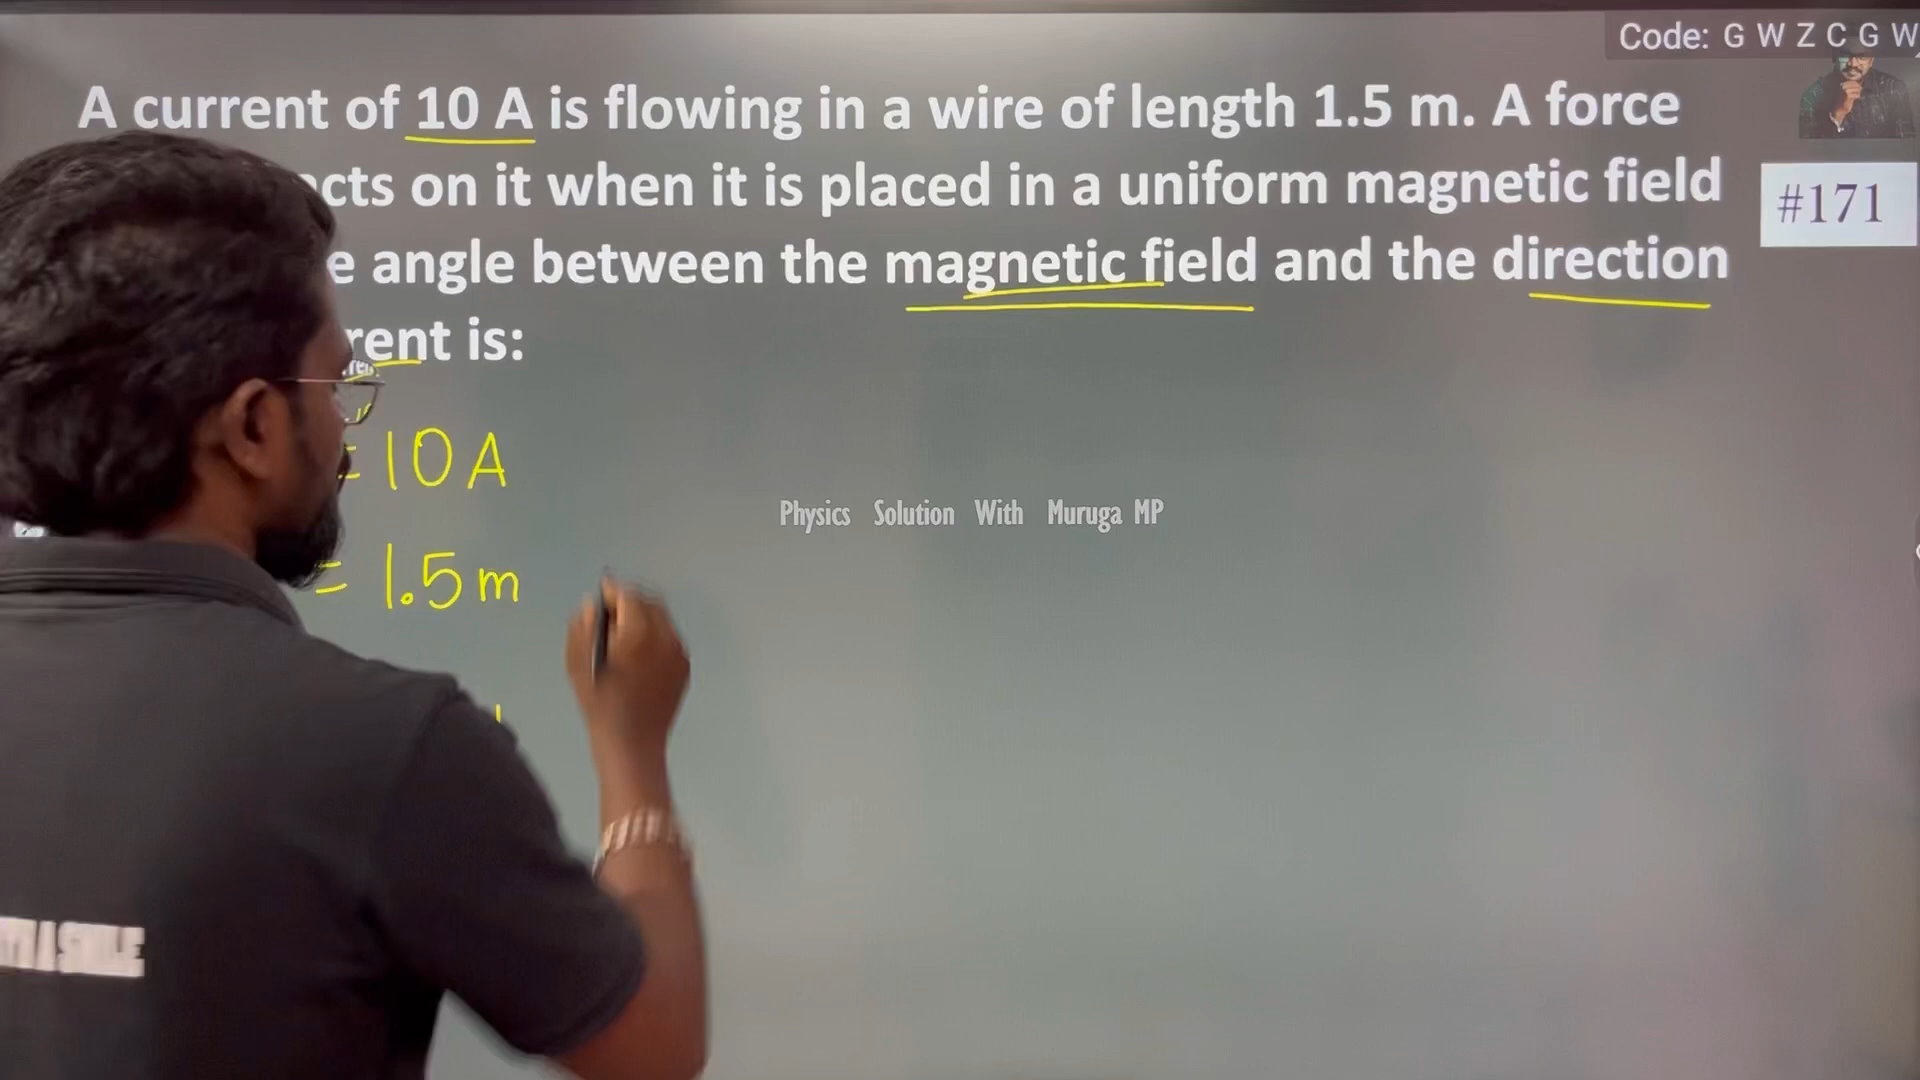 Code: G W Z C G W
A current of 10 A is flowing in a wire of length 1.5 m. A force
acts on it when it is placed in a uniform magnetic field
angle between the magnetic field and the direction
is:
#171
= 10 A
= 1.5 m
Physics Solution With Muruga MP